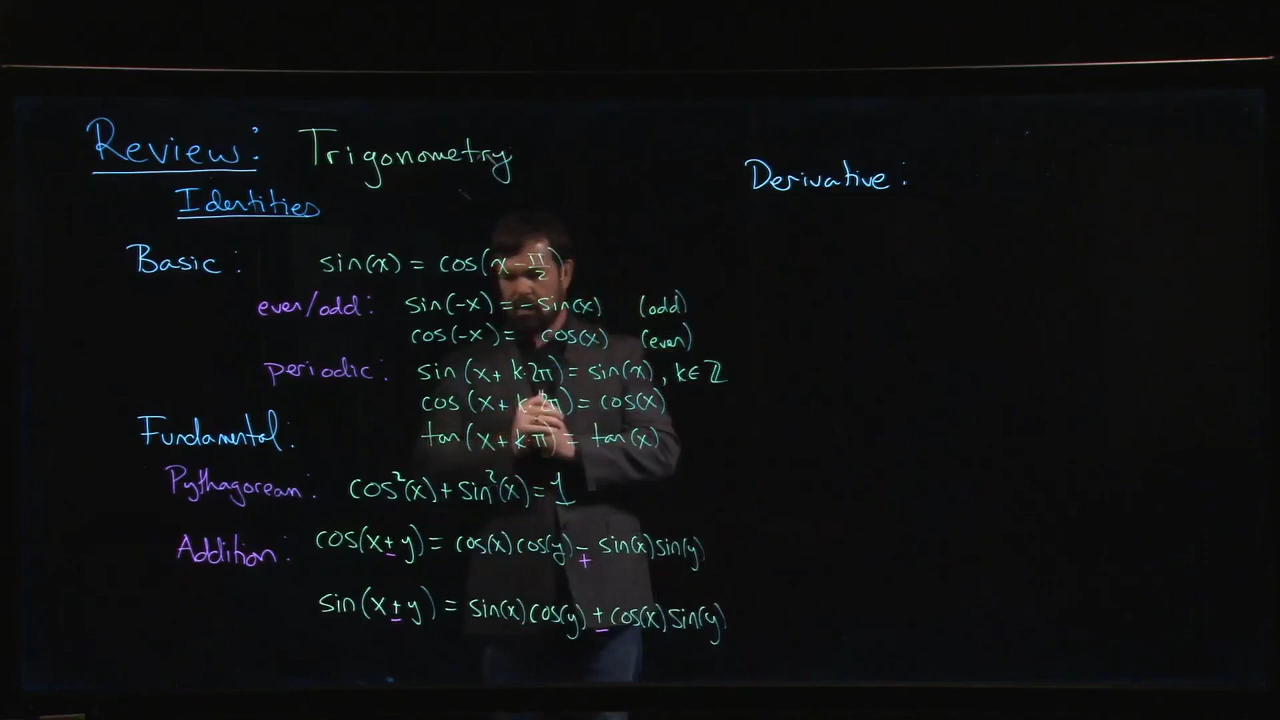 Review: Trigonometry
Identities
Basic: sin(x) = cos(x - π/2)
even/odd: sin(-x) = -sin(x) (odd)
cos(-x) = cos(x) (even)
periodic: sin(x + k·2π) = sin(x), k∈ℤ
cos(x + k·2π) = cos(x)
Fundamental: tan(x + k·π) = tan(x)
Pythagorean: cos²(x) + sin²(x) = 1
Addition: cos(x ± y) = cos(x)cos(y) ∓ sin(x)sin(y)
sin(x ± y) = sin(x)cos(y) ± cos(x)sin(y)
Derivative: